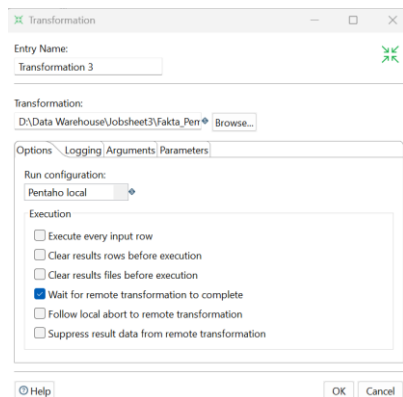 Transformation
Entry Name:
Transformation 3
Transformation:
D:\Data Warehouse\Jobsheet3\Fakta_Pem Browse...
Options Logging Arguments Parameters
Run configuration:
Pentaho local
Execution
Execute every input row
Clear results rows before execution
Clear results files before execution
Wait for remote transformation to complete
Follow local abort to remote transformation
Suppress result data from remote transformation
Help OK Cancel